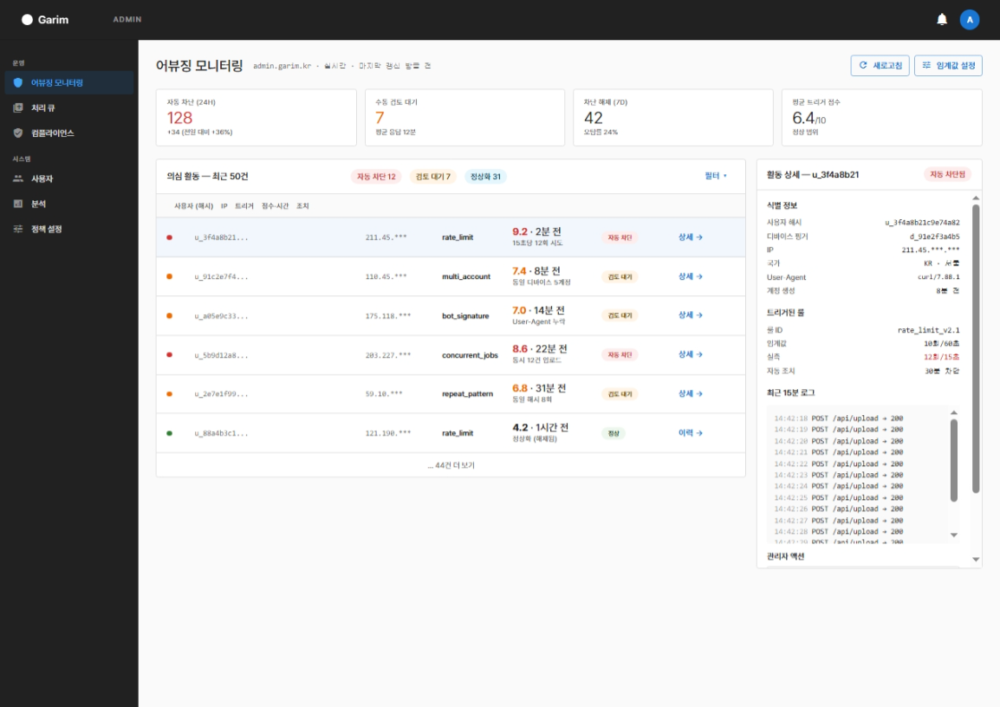 Garim
ADMIN
A
운영
어뷰징 모니터링
처리 큐
컴플라이언스
시스템
사용자
분석
정책 설정
어뷰징 모니터링
admin.garim.kr · 실시간 · 마지막 갱신 방금 전
새로고침
임계값 설정
자동 차단 (24H)
128
+34 (전일 대비 +36%)
수동 검토 대기
7
평균 응답 12분
차단 해제 (7D)
42
오탐률 24%
평균 트리거 점수
6.4/10
정상 범위
의심 활동 — 최근 50건
자동 차단 12
검토 대기 7
정상화 31
필터
사용자 (해시) IP 트리거 점수·시간 조치
u_3f4a8b21... 211.45.*** rate_limit 9.2 · 2분 전 자동 차단 상세 →
15초당 12회 시도
u_91c2e7f4... 110.45.*** multi_account 7.4 · 8분 전 검토 대기 상세 →
동일 디바이스 5계정
u_a05e9c33... 175.118.*** bot_signature 7.0 · 14분 전 검토 대기 상세 →
User-Agent 누락
u_5b9d12a8... 203.227.*** concurrent_jobs 8.6 · 22분 전 자동 차단 상세 →
동시 12건 업로드
u_2e7e1f99... 59.10.*** repeat_pattern 6.8 · 31분 전 검토 대기 상세 →
동일 해시 8회
u_88a4b3c1... 121.190.*** rate_limit 4.2 · 1시간 전 정상 이력 →
정상화 (해제됨)
... 44건 더 보기
활동 상세 — u_3f4a8b21
자동 차단됨
식별 정보
사용자 해시 u_3f4a8b21c9e74a82
디바이스 핑거 d_91e2f3a4b5
IP 211.45.***.***
국가 KR · 서울
User-Agent curl/7.88.1
계정 생성 8분 전
트리거된 룰
룰 ID rate_limit_v2.1
임계값 10회/60초
실측 12회/15초
자동 조치 30분 차단
최근 15분 로그
14:42:18 POST /api/upload → 200
14:42:19 POST /api/upload → 200
14:42:20 POST /api/upload → 200
14:42:21 POST /api/upload → 200
14:42:22 POST /api/upload → 200
14:42:23 POST /api/upload → 200
14:42:24 POST /api/upload → 200
14:42:25 POST /api/upload → 200
14:42:26 POST /api/upload → 200
14:42:27 POST /api/upload → 200
14:42:28 POST /api/upload → 200
14:42:29 POST /api/upload → 200
관리자 액션